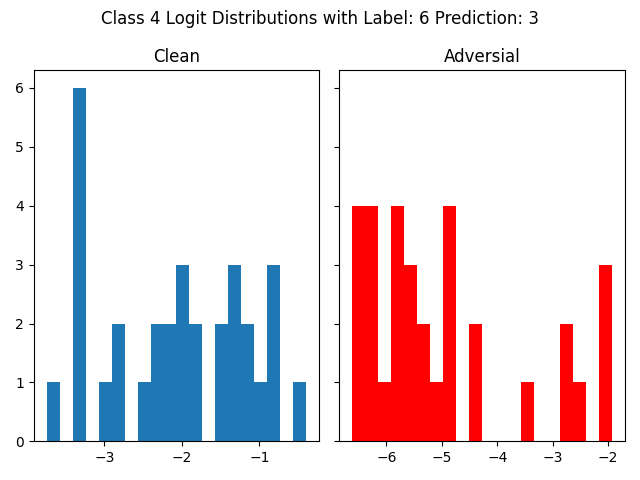 Class 4 Logit Distributions with Label: 6 Prediction: 3
Clean
Adversial
6
5
4
3
2
1
0
−3 −2 −1
−6 −5 −4 −3 −2